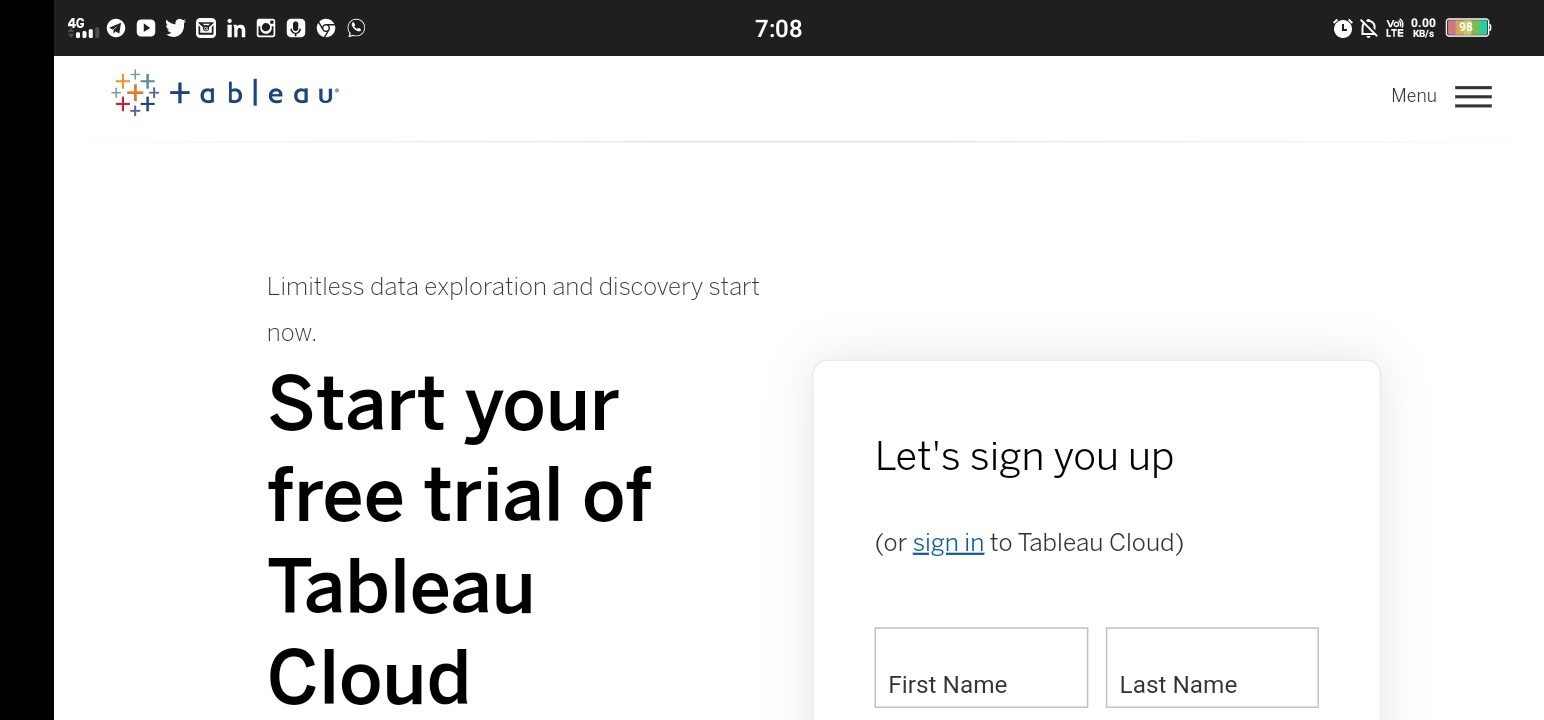 4G
7:08
Vo) LTE
0.00 KB/s
98
+ a b l e a u
Menu
Limitless data exploration and discovery start
now.
Start your
free trial of
Tableau
Cloud
Let's sign you up
(or sign in to Tableau Cloud)
First Name
Last Name